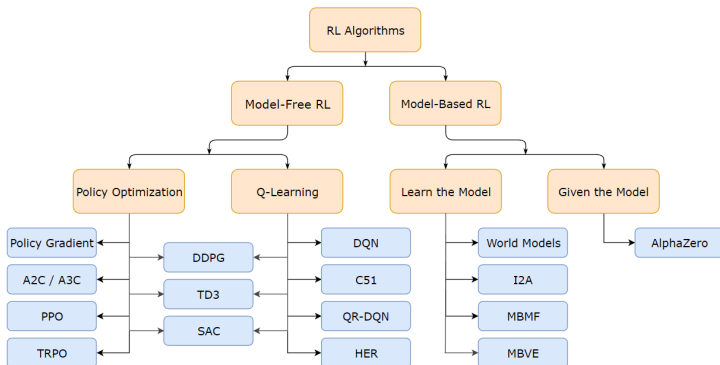 RL Algorithms
Model-Free RL
Model-Based RL
Policy Optimization
Q-Learning
Learn the Model
Given the Model
Policy Gradient
DDPG
DQN
World Models
AlphaZero
A2C / A3C
TD3
C51
I2A
PPO
SAC
QR-DQN
MBMF
TRPO
HER
MBVE